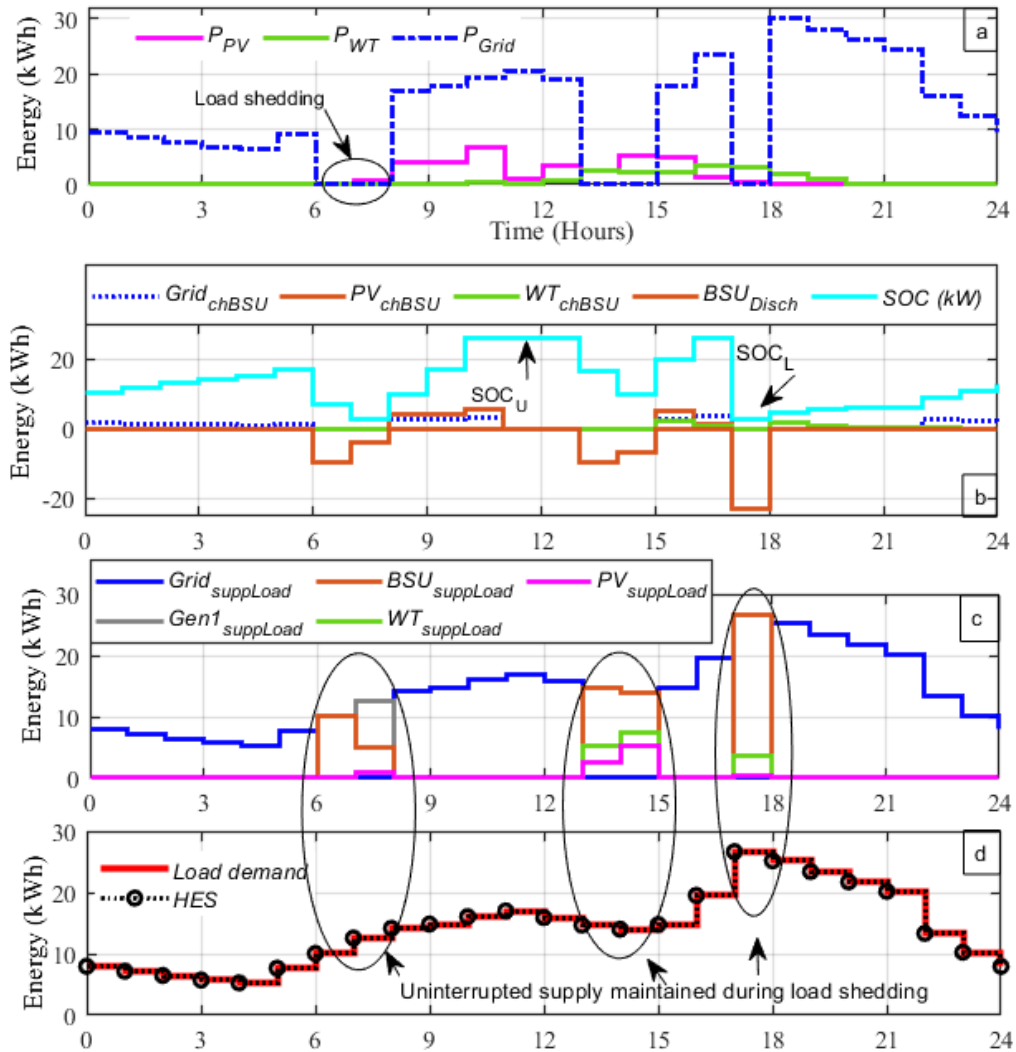 P_PV P_WT P_Grid
a
Load shedding
Energy (kWh)
30
20
10
0
0 3 6 9 12 15 18 21 24
Time (Hours)
Grid_chBSU PV_chBSU WT_chBSU BSU_Disch SOC (kW)
Energy (kWh)
20
0
-20
SOC_U
SOC_L
b
0 3 6 9 12 15 18 21 24
Grid_suppLoad BSU_suppLoad PV_suppLoad
Gen1_suppLoad WT_suppLoad
c
Energy (kWh)
30
20
10
0
0 3 6 9 12 15 18 21 24
Load demand
HES
d
Energy (kWh)
30
20
10
0
Uninterrupted supply maintained during load shedding
0 3 6 9 12 15 18 21 24